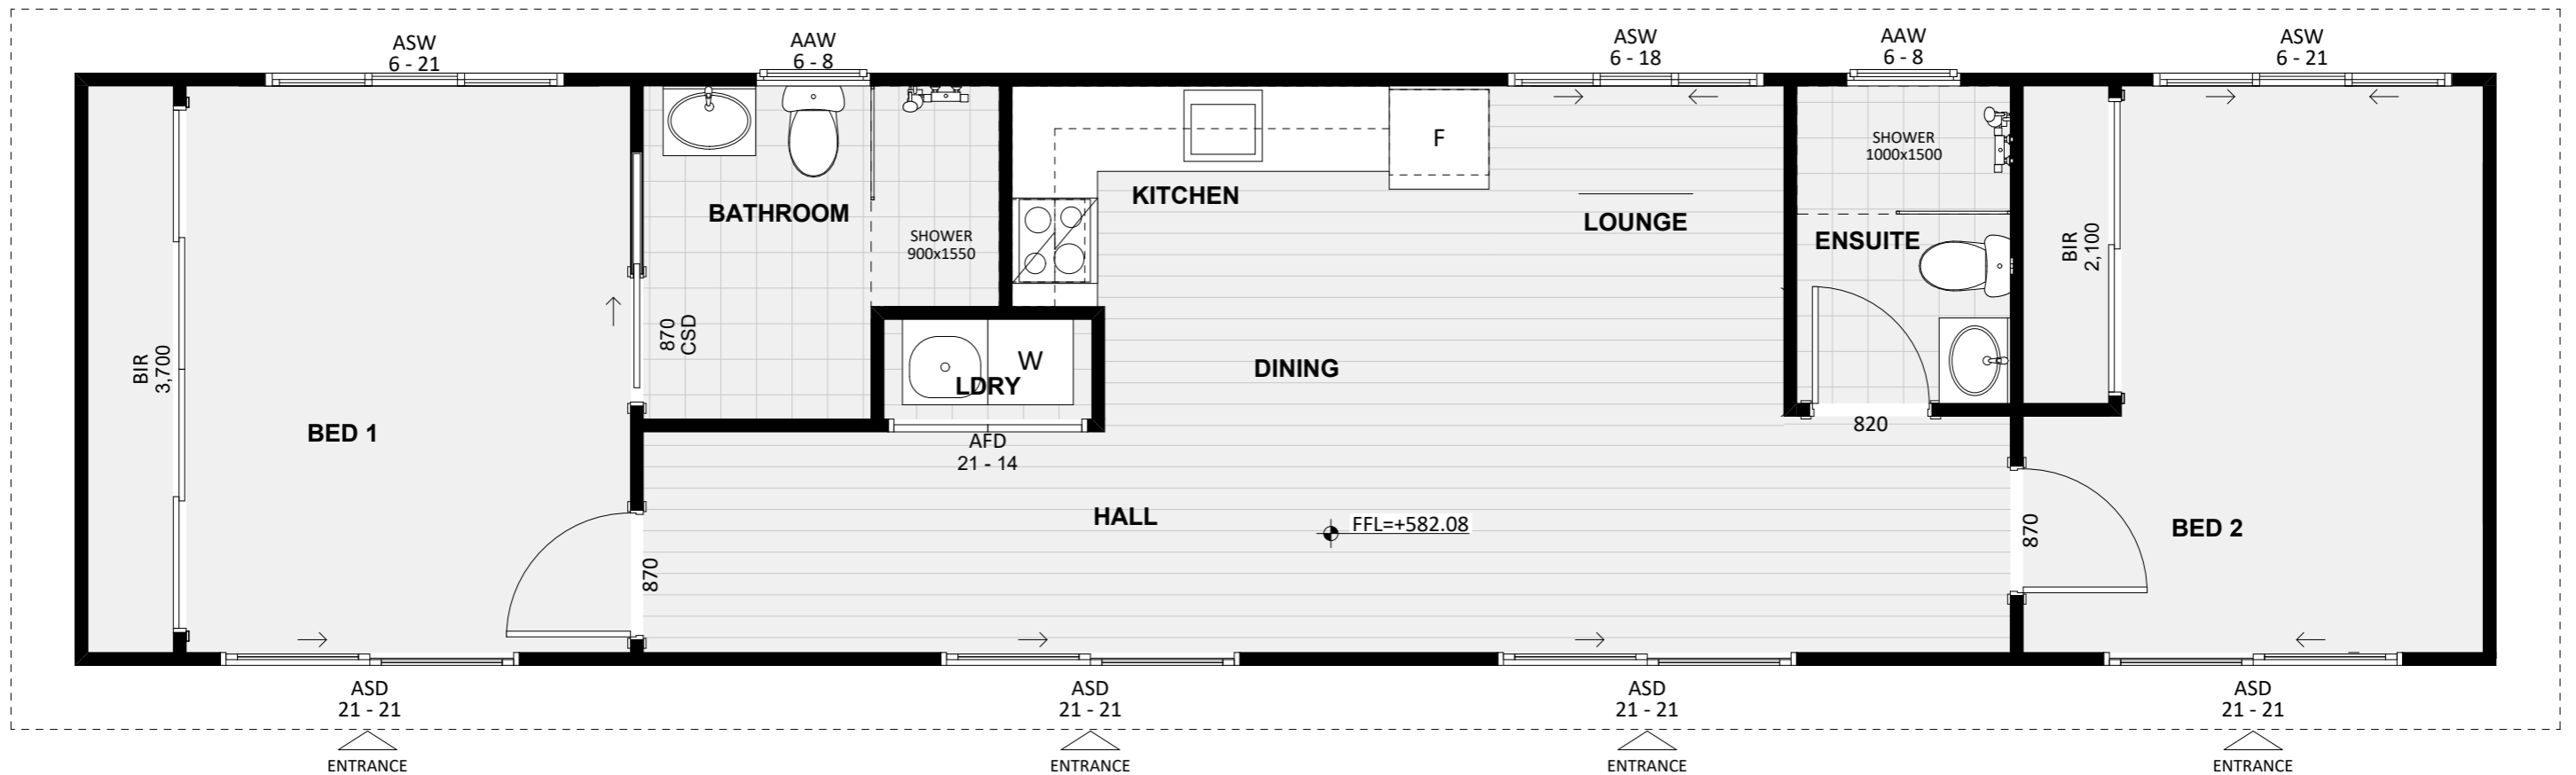 ASW
6 - 21
AAW
6 - 8
ASW
6 - 18
AAW
6 - 8
ASW
6 - 21
F
SHOWER
1000x1500
KITCHEN
BATHROOM
LOUNGE
SHOWER
900x1550
ENSUITE
BIR
2,100
870
CSD
BIR
3,700
W
LDRY
DINING
BED 1
820
AFD
21 - 14
HALL
FFL=+582.08
870
BED 2
870
ASD
21 - 21
ASD
21 - 21
ASD
21 - 21
ASD
21 - 21
ENTRANCE
ENTRANCE
ENTRANCE
ENTRANCE